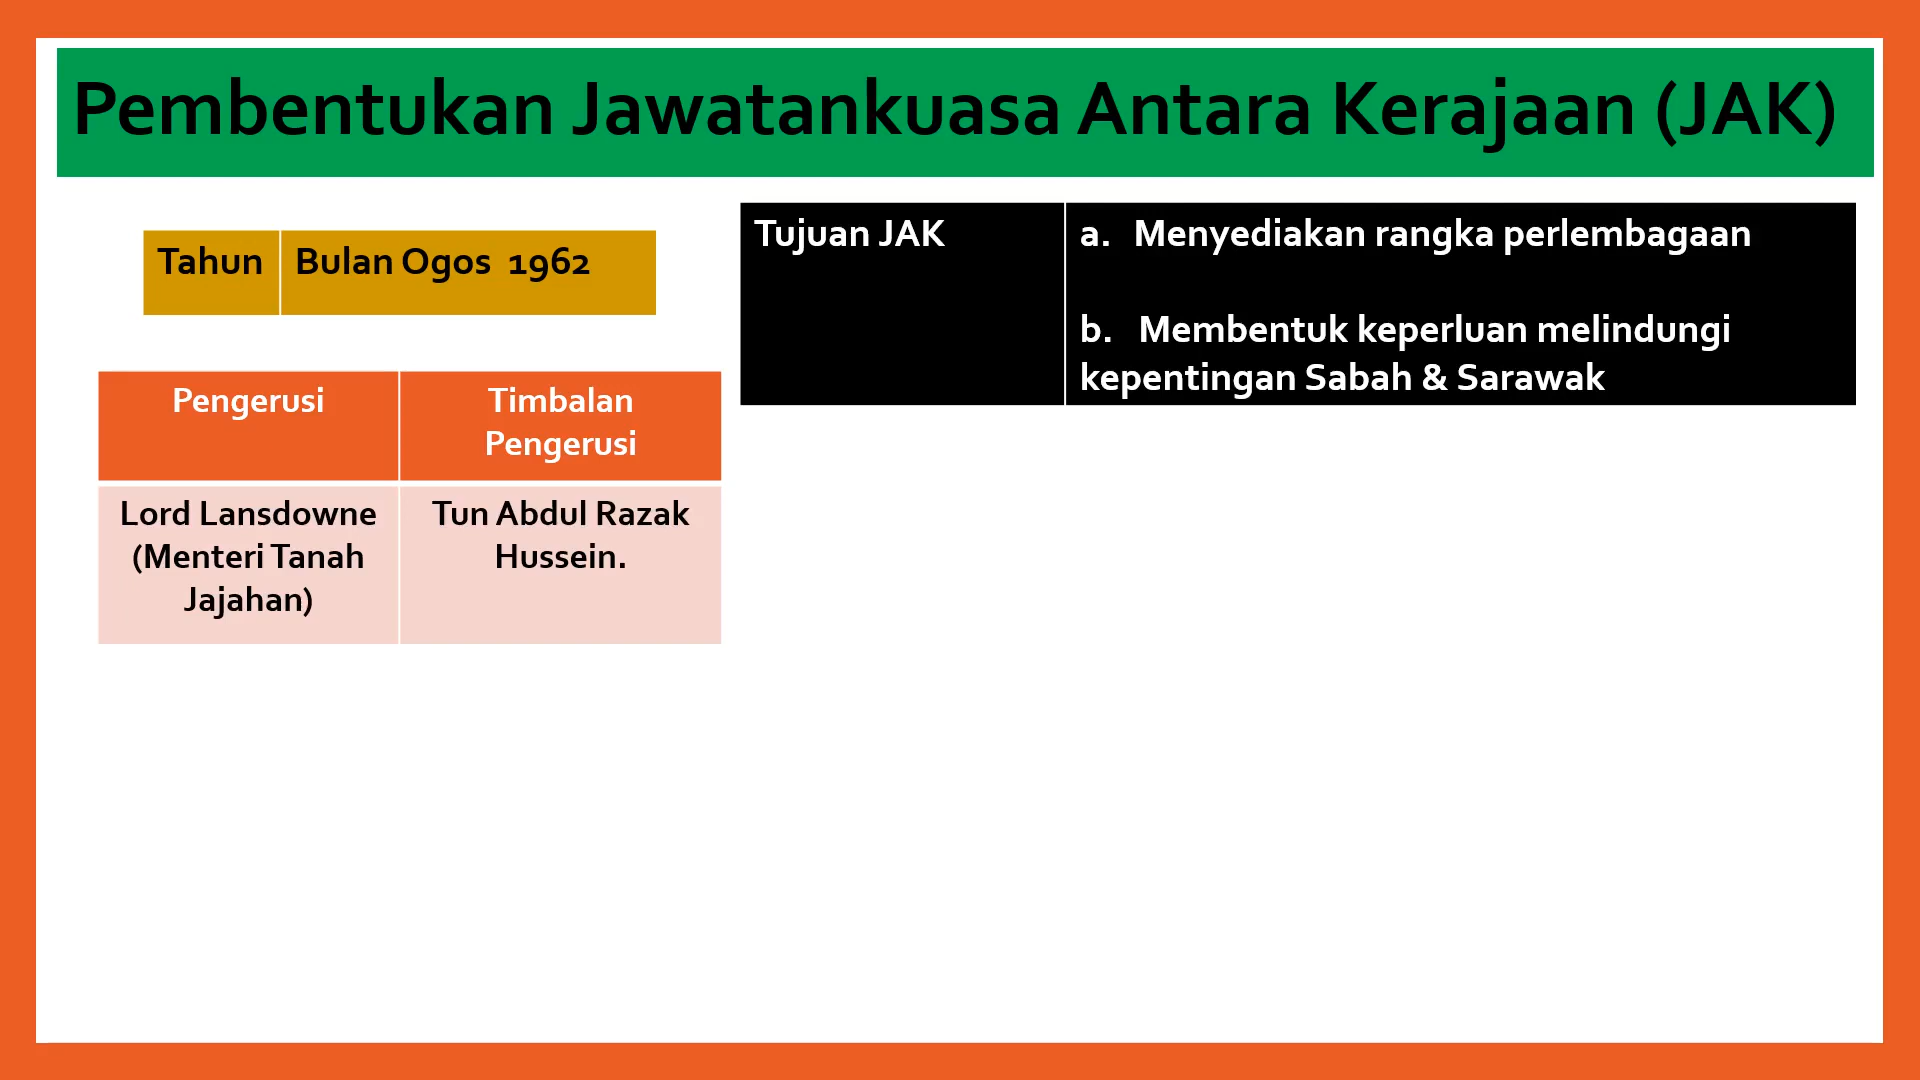 Pembentukan Jawatankuasa Antara Kerajaan (JAK)
Tahun Bulan Ogos 1962
Pengerusi
Timbalan
Pengerusi
Lord Lansdowne
(Menteri Tanah
Jajahan)
Tun Abdul Razak
Hussein.
Tujuan JAK
a. Menyediakan rangka perlembagaan
b. Membentuk keperluan melindungi
kepentingan Sabah & Sarawak